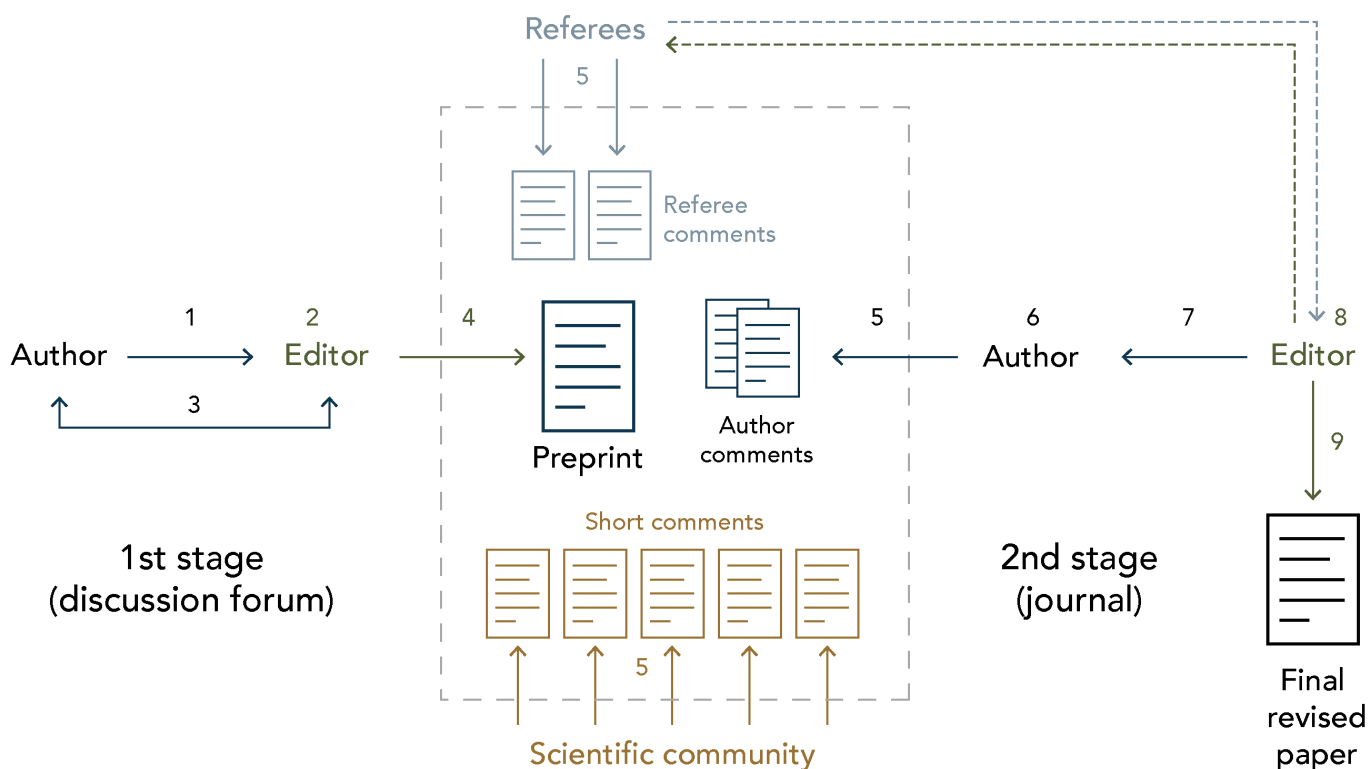 Referees
5
Referee
comments
1
2
4
5
6
7
8
Author
Editor
Author
Editor
3
Author
comments
Preprint
9
Short comments
1st stage
(discussion forum)
2nd stage
(journal)
5
Scientific community
Final
revised
paper